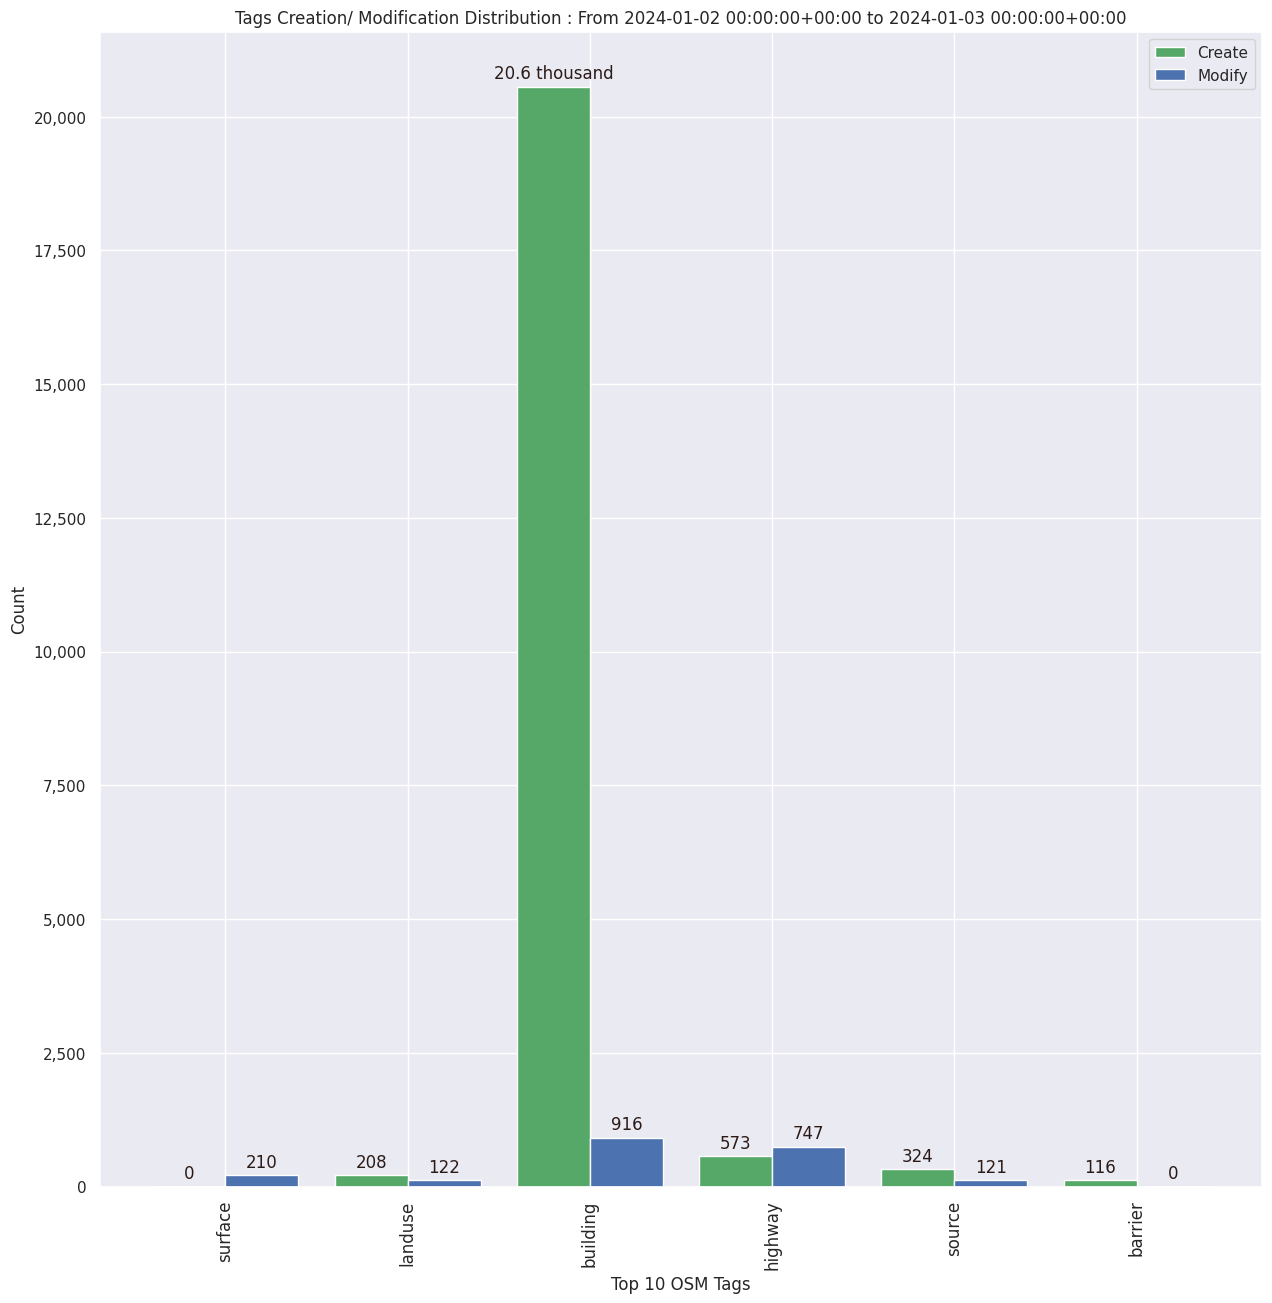 Tags Creation/ Modification Distribution : From 2024-01-02 00:00:00+00:00 to 2024-01-03 00:00:00+00:00
Create
Modify
Count
20,000
17,500
15,000
12,500
10,000
7,500
5,000
2,500
0
0
210
208
122
20.6 thousand
916
573
747
324
121
116
0
surface
landuse
building
highway
source
barrier
Top 10 OSM Tags